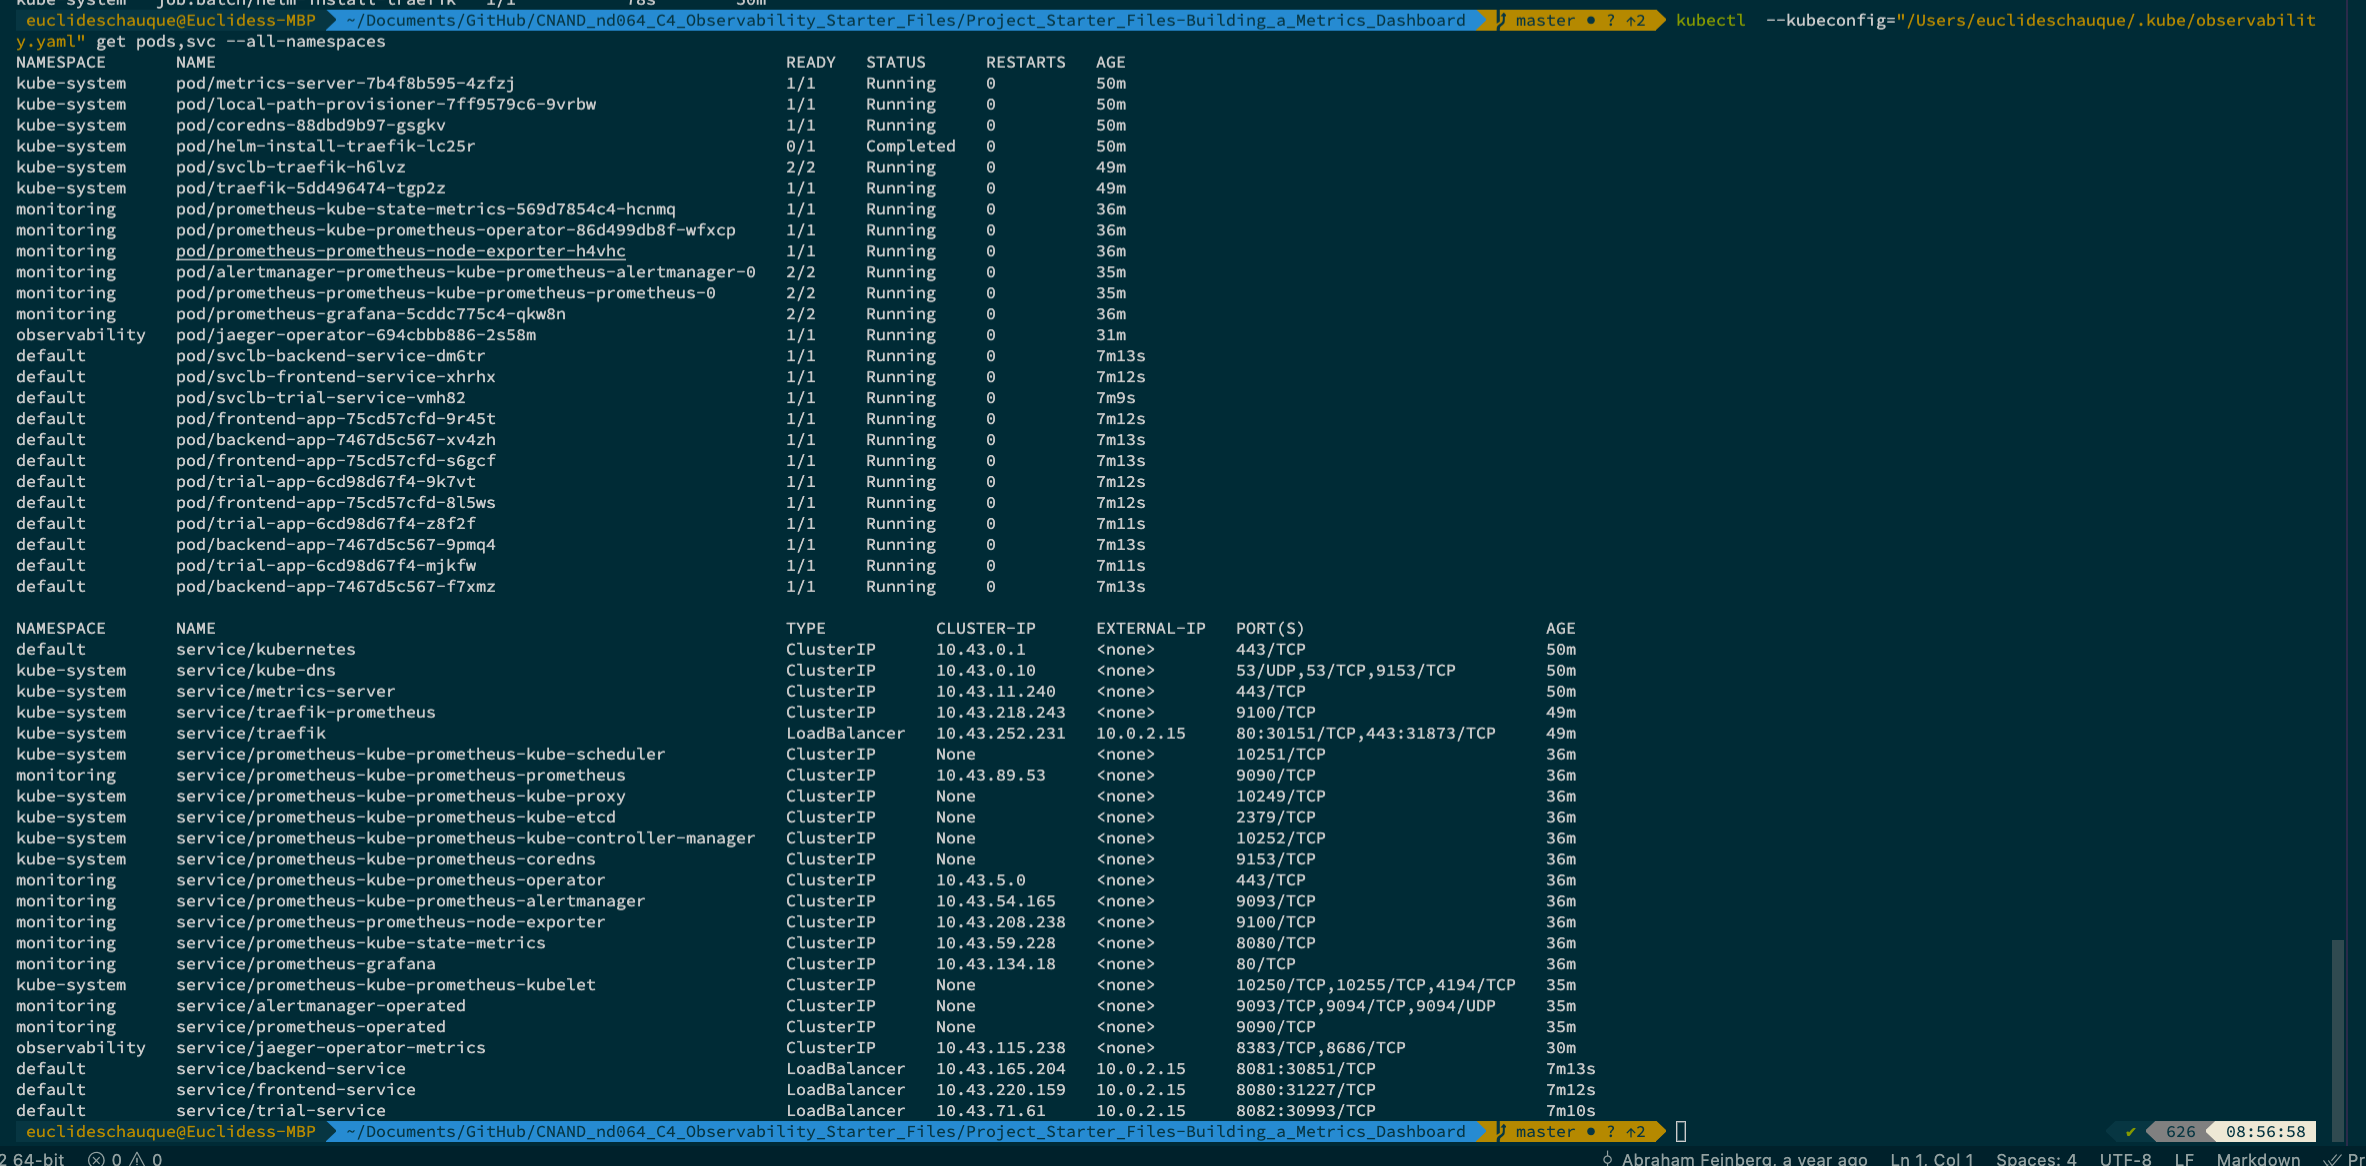 kube-system   job.batch/helm-install-traefik   1/1           78s        50m
euclideschauque@Euclidess-MBP ~/Documents/GitHub/CNAND_nd064_C4_Observability_Starter_Files/Project_Starter_Files-Building_a_Metrics_Dashboard master ● ? ↑2 kubectl  --kubeconfig="/Users/euclideschauque/.kube/observabilit
y.yaml" get pods,svc --all-namespaces
NAMESPACE NAME READY STATUS RESTARTS AGE
kube-system pod/metrics-server-7b4f8b595-4zfzj 1/1 Running 0 50m
kube-system pod/local-path-provisioner-7ff9579c6-9vrbw 1/1 Running 0 50m
kube-system pod/coredns-88dbd9b97-gsgkv 1/1 Running 0 50m
kube-system pod/helm-install-traefik-lc25r 0/1 Completed 0 50m
kube-system pod/svclb-traefik-h6lvz 2/2 Running 0 49m
kube-system pod/traefik-5dd496474-tgp2z 1/1 Running 0 49m
monitoring pod/prometheus-kube-state-metrics-569d7854c4-hcnmq 1/1 Running 0 36m
monitoring pod/prometheus-kube-prometheus-operator-86d499db8f-wfxcp 1/1 Running 0 36m
monitoring pod/prometheus-prometheus-node-exporter-h4vhc 1/1 Running 0 36m
monitoring pod/alertmanager-prometheus-kube-prometheus-alertmanager-0 2/2 Running 0 35m
monitoring pod/prometheus-prometheus-kube-prometheus-prometheus-0 2/2 Running 0 35m
monitoring pod/prometheus-grafana-5cddc775c4-qkw8n 2/2 Running 0 36m
observability pod/jaeger-operator-694cbbb886-2s58m 1/1 Running 0 31m
default pod/svclb-backend-service-dm6tr 1/1 Running 0 7m13s
default pod/svclb-frontend-service-xhrhx 1/1 Running 0 7m12s
default pod/svclb-trial-service-vmh82 1/1 Running 0 7m9s
default pod/frontend-app-75cd57cfd-9r45t 1/1 Running 0 7m12s
default pod/backend-app-7467d5c567-xv4zh 1/1 Running 0 7m13s
default pod/frontend-app-75cd57cfd-s6gcf 1/1 Running 0 7m13s
default pod/trial-app-6cd98d67f4-9k7vt 1/1 Running 0 7m12s
default pod/frontend-app-75cd57cfd-8l5ws 1/1 Running 0 7m12s
default pod/trial-app-6cd98d67f4-z8f2f 1/1 Running 0 7m11s
default pod/backend-app-7467d5c567-9pmq4 1/1 Running 0 7m13s
default pod/trial-app-6cd98d67f4-mjkfw 1/1 Running 0 7m11s
default pod/backend-app-7467d5c567-f7xmz 1/1 Running 0 7m13s
NAMESPACE NAME TYPE CLUSTER-IP EXTERNAL-IP PORT(S) AGE
default service/kubernetes ClusterIP 10.43.0.1 <none> 443/TCP 50m
kube-system service/kube-dns ClusterIP 10.43.0.10 <none> 53/UDP,53/TCP,9153/TCP 50m
kube-system service/metrics-server ClusterIP 10.43.11.240 <none> 443/TCP 50m
kube-system service/traefik-prometheus ClusterIP 10.43.218.243 <none> 9100/TCP 49m
kube-system service/traefik LoadBalancer 10.43.252.231 10.0.2.15 80:30151/TCP,443:31873/TCP 49m
kube-system service/prometheus-kube-prometheus-kube-scheduler ClusterIP None <none> 10251/TCP 36m
monitoring service/prometheus-kube-prometheus-prometheus ClusterIP 10.43.89.53 <none> 9090/TCP 36m
kube-system service/prometheus-kube-prometheus-kube-proxy ClusterIP None <none> 10249/TCP 36m
kube-system service/prometheus-kube-prometheus-kube-etcd ClusterIP None <none> 2379/TCP 36m
kube-system service/prometheus-kube-prometheus-kube-controller-manager ClusterIP None <none> 10252/TCP 36m
kube-system service/prometheus-kube-prometheus-coredns ClusterIP None <none> 9153/TCP 36m
monitoring service/prometheus-kube-prometheus-operator ClusterIP 10.43.5.0 <none> 443/TCP 36m
monitoring service/prometheus-kube-prometheus-alertmanager ClusterIP 10.43.54.165 <none> 9093/TCP 36m
monitoring service/prometheus-prometheus-node-exporter ClusterIP 10.43.208.238 <none> 9100/TCP 36m
monitoring service/prometheus-kube-state-metrics ClusterIP 10.43.59.228 <none> 8080/TCP 36m
monitoring service/prometheus-grafana ClusterIP 10.43.134.18 <none> 80/TCP 36m
kube-system service/prometheus-kube-prometheus-kubelet ClusterIP None <none> 10250/TCP,10255/TCP,4194/TCP 35m
monitoring service/alertmanager-operated ClusterIP None <none> 9093/TCP,9094/TCP,9094/UDP 35m
monitoring service/prometheus-operated ClusterIP None <none> 9090/TCP 35m
observability service/jaeger-operator-metrics ClusterIP 10.43.115.238 <none> 8383/TCP,8686/TCP 30m
default service/backend-service LoadBalancer 10.43.165.204 10.0.2.15 8081:30851/TCP 7m13s
default service/frontend-service LoadBalancer 10.43.220.159 10.0.2.15 8080:31227/TCP 7m12s
default service/trial-service LoadBalancer 10.43.71.61 10.0.2.15 8082:30993/TCP 7m10s
euclideschauque@Euclidess-MBP ~/Documents/GitHub/CNAND_nd064_C4_Observability_Starter_Files/Project_Starter_Files-Building_a_Metrics_Dashboard master ● ? ↑2 ✔ 626 08:56:58
2 64-bit 0 0 Abraham Feinberg, a year ago Ln 1, Col 1 Spaces: 4 UTF-8 LF Markdown Pr